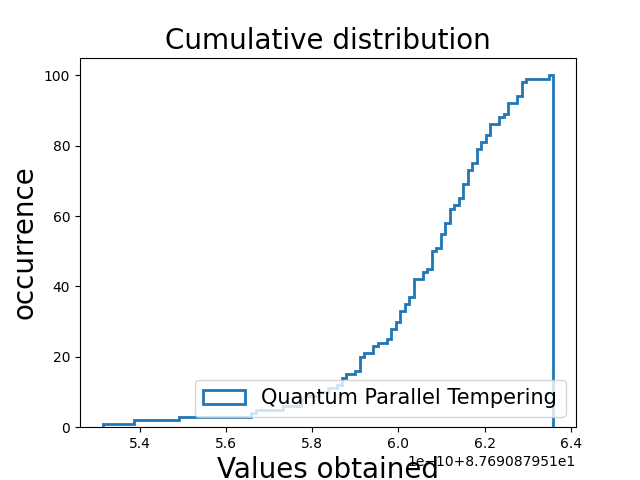 Cumulative distribution
100
80
60
40
20
0
occurrence
Quantum Parallel Tempering
5.4 5.6 5.8 6.0 6.2 6.4
1e−10+8.769087951e1
Values obtained